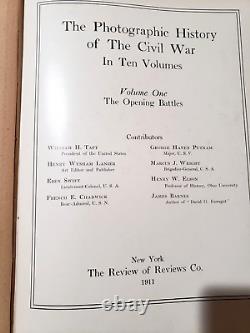 The Photographic History
of The Civil War
In Ten Volumes
Volume One
The Opening Battles
Contributors
William H. Taft
President of the United States
Henry Wysham Lanier
Art Editor and Publisher
Eben Swift
Lieutenant-Colonel, U. S. A.
French E. Chadwick
Rear-Admiral, U. S. N.
George Haven Putnam
Major, U. S. V.
Marcus J. Wright
Brigadier-General, C. S. A.
Henry W. Elson
Professor of History, Ohio University
James Barnes
Author of "David G. Farragut"
New York
The Review of Reviews Co.
1911